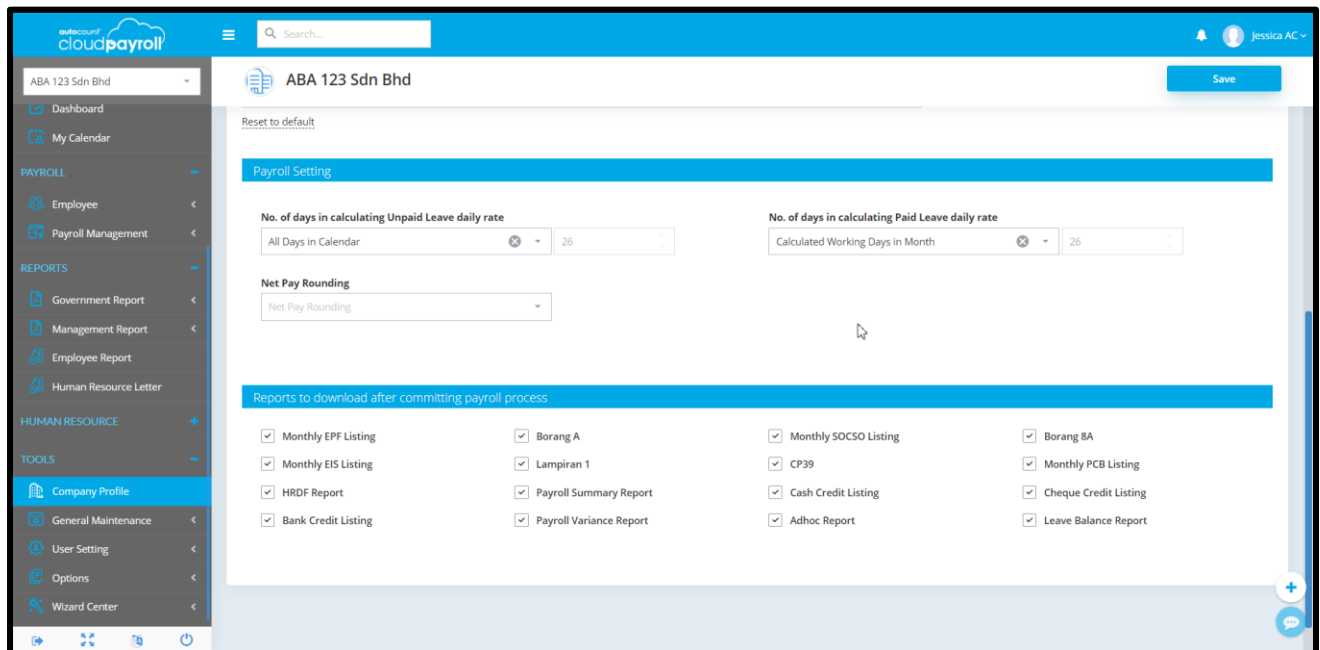 autocount
cloudpayroll
Search...
Jessica AC
ABA 123 Sdn Bhd
ABA 123 Sdn Bhd
Save
Dashboard
My Calendar
PAYROLL
Employee
Payroll Management
REPORTS
Government Report
Management Report
Employee Report
Human Resource Letter
HUMAN RESOURCE
TOOLS
Company Profile
General Maintenance
User Setting
Options
Wizard Center
Reset to default
Payroll Setting
No. of days in calculating Unpaid Leave daily rate
All Days in Calendar 26
No. of days in calculating Paid Leave daily rate
Calculated Working Days in Month 26
Net Pay Rounding
Net Pay Rounding
Reports to download after committing payroll process
Monthly EPF Listing Borang A Monthly SOCSO Listing Borang 8A
Monthly EIS Listing Lampiran 1 CP39 Monthly PCB Listing
HRDF Report Payroll Summary Report Cash Credit Listing Cheque Credit Listing
Bank Credit Listing Payroll Variance Report Adhoc Report Leave Balance Report